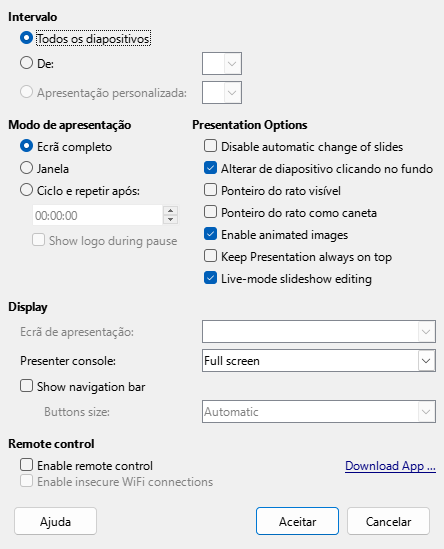 Intervalo
Todos os diapositivos
De:
Apresentação personalizada:
Modo de apresentação
Ecrã completo
Janela
Ciclo e repetir após:
00:00:00
Show logo during pause
Presentation Options
Disable automatic change of slides
Alterar de diapositivo clicando no fundo
Ponteiro do rato visível
Ponteiro do rato como caneta
Enable animated images
Keep Presentation always on top
Live-mode slideshow editing
Display
Ecrã de apresentação:
Presenter console: Full screen
Show navigation bar
Buttons size: Automatic
Remote control
Enable remote control Download App ...
Enable insecure WiFi connections
Ajuda Aceitar Cancelar